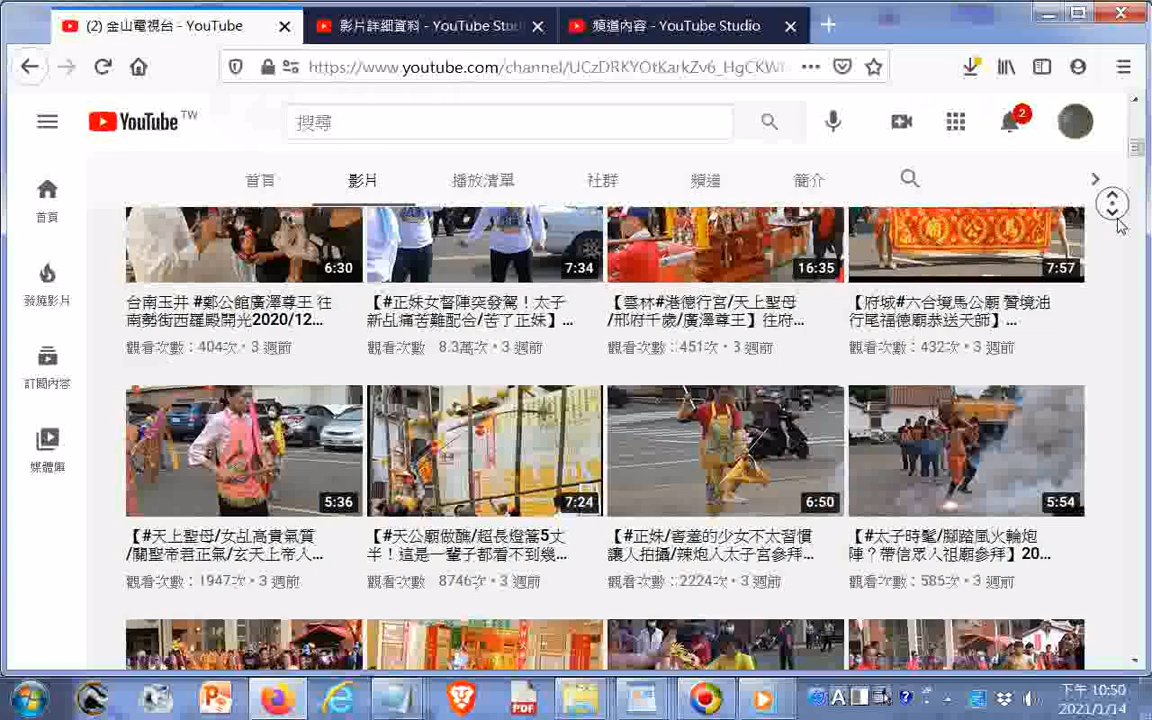 (2) 金山電視台 - YouTube
影片詳細資料 - YouTube Stu
頻道內容 - YouTube Studio
https://www.youtube.com/channel/UCzDRKYOtKarkZv6_HgCKW
YouTube TW
搜尋
2
首頁
影片
播放清單
社群
頻道
簡介
首頁
發燒影片
訂閱內容
媒體庫
6:30
7:34
16:35
7:57
台南玉井 #鄭公館廣澤尊王 往
南勢街西羅殿開光2020/12...
觀看次數：404次 • 3 週前
【#正妹女督陣突發駕！太子
新乩痛苦難配合/苦了正妹】...
觀看次數 8.3萬次 • 3 週前
【雲林#港德行宮/天上聖母
/邢府千歲/廣澤尊王】往府...
觀看次數：451次 • 3 週前
【府城#六合境馬公廟 贊境油
行尾福德廟恭送天師】...
觀看次數：432次 • 3 週前
5:36
7:24
6:50
5:54
【#天上聖母/女乩高貴氣質
/關聖帝君正氣/玄天上帝入...
觀看次數：1947次 • 3 週前
【#天公廟做醮/超長燈篙5丈
半！這是一輩子都看不到幾...
觀看次數 8746次 • 3 週前
【#正妹/害羞的少女不太習慣
讓人拍攝/辣炮入太子宮參拜...
觀看次數：2224次 • 3 週前
【#太子時髦/腳踏風火輪炮
陣？帶信眾入祖廟參拜】20...
觀看次數：585次 • 3 週前
PDF
A
下午 10:50
2021/1/14